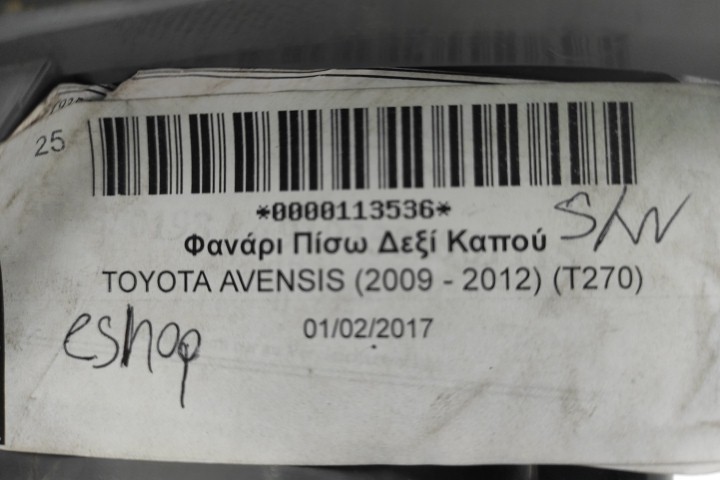 25
*0000113536*
Φανάρι Πίσω Δεξί Καπού
TOYOTA AVENSIS (2009 - 2012) (T270)
eshop
01/02/2017